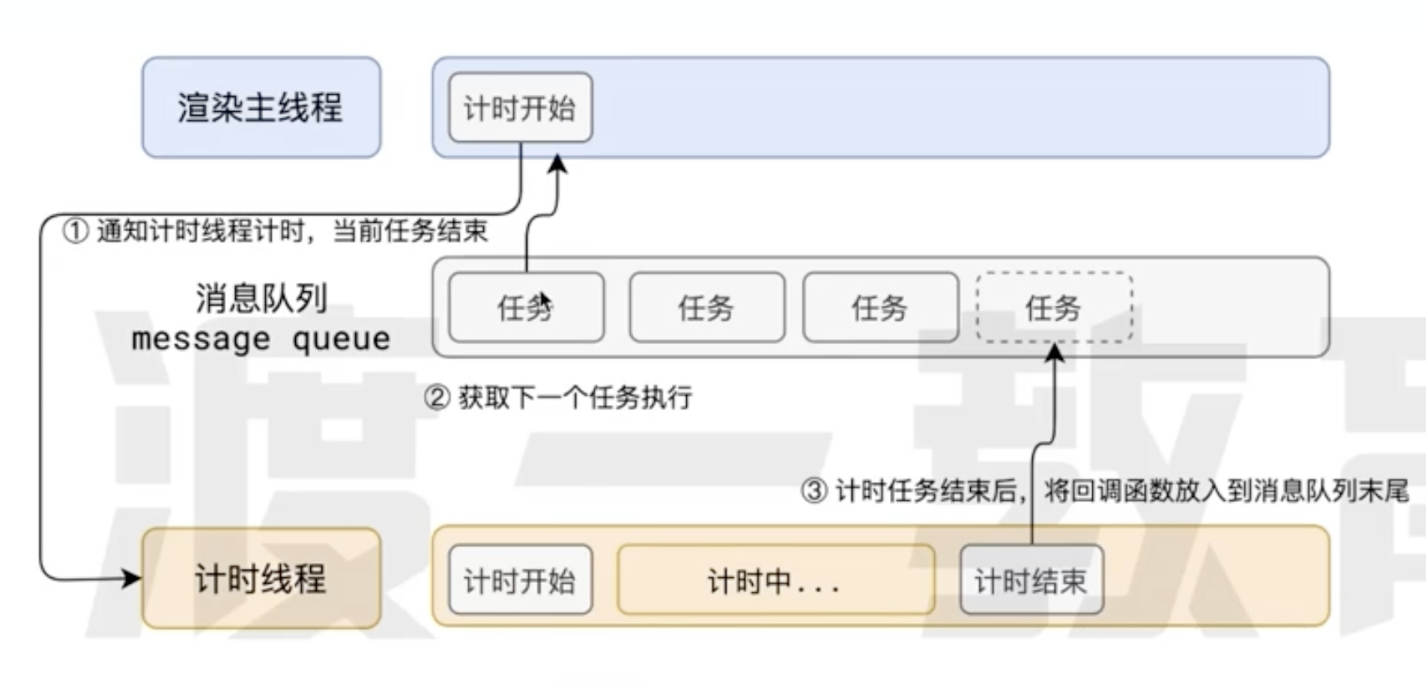 渲染主线程
计时开始
① 通知计时线程计时，当前任务结束
消息队列
message queue
任务
任务
任务
任务
② 获取下一个任务执行
③ 计时任务结束后，将回调函数放入到消息队列末尾
计时线程
计时开始
计时中...
计时结束
渡一教育